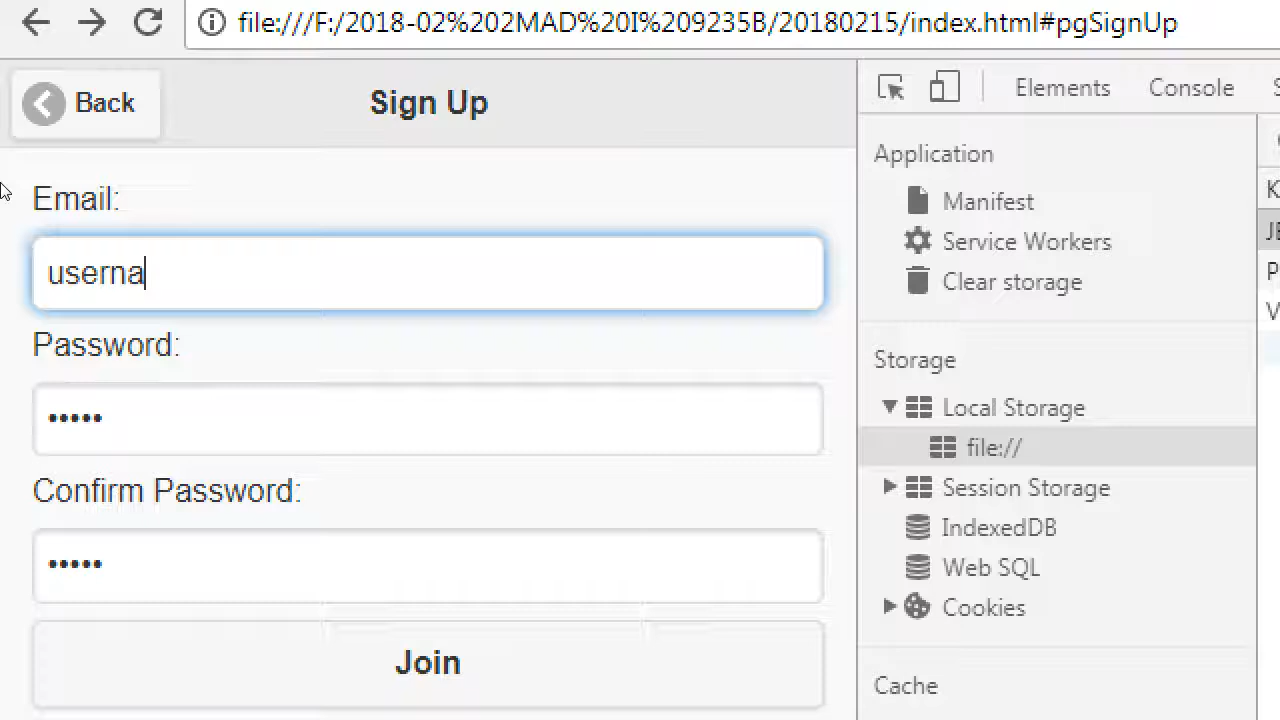 file:///F:/2018-02%202MAD%20I%209235B/20180215/index.html#pgSignUp
Back
Sign Up
Email:
userna
Password:
•••••
Confirm Password:
•••••
Join
Elements Console
Application
Manifest
Service Workers
Clear storage
Storage
Local Storage
file://
Session Storage
IndexedDB
Web SQL
Cookies
Cache
K
P
V